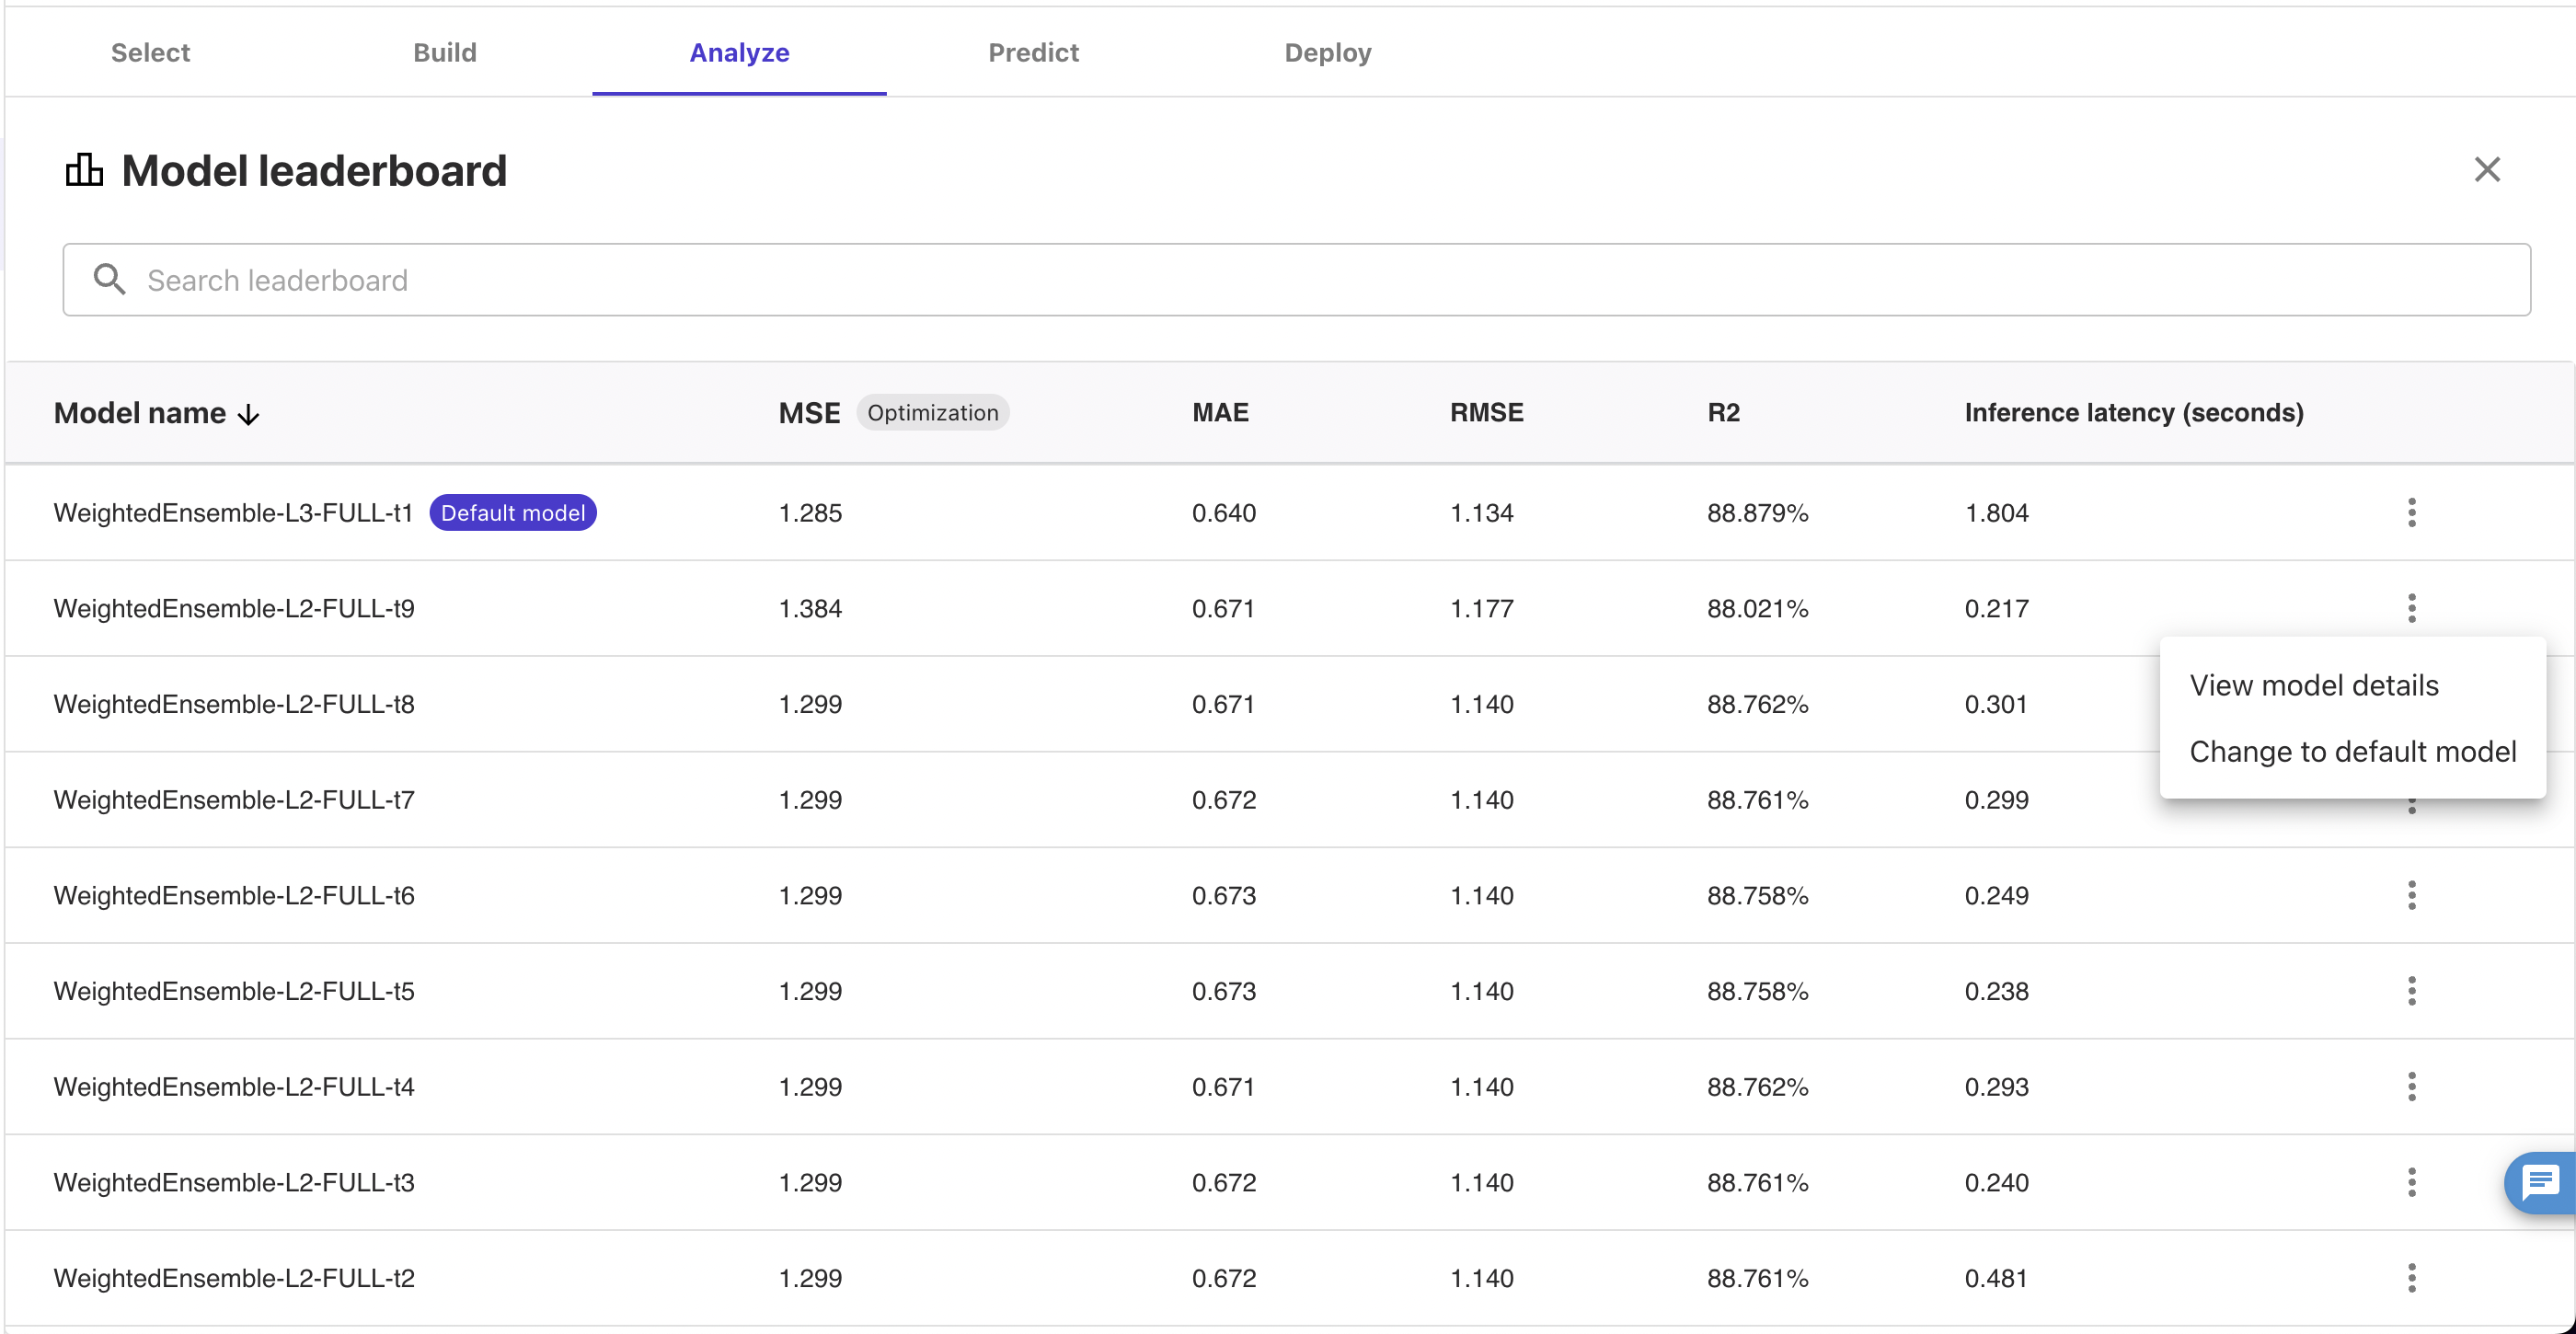 Select Build Analyze Predict Deploy
Model leaderboard
Search leaderboard
Model name MSE Optimization MAE RMSE R2 Inference latency (seconds)
WeightedEnsemble-L3-FULL-t1 Default model 1.285 0.640 1.134 88.879% 1.804
WeightedEnsemble-L2-FULL-t9 1.384 0.671 1.177 88.021% 0.217
View model details
WeightedEnsemble-L2-FULL-t8 1.299 0.671 1.140 88.762% 0.301
Change to default model
WeightedEnsemble-L2-FULL-t7 1.299 0.672 1.140 88.761% 0.299
WeightedEnsemble-L2-FULL-t6 1.299 0.673 1.140 88.758% 0.249
WeightedEnsemble-L2-FULL-t5 1.299 0.673 1.140 88.758% 0.238
WeightedEnsemble-L2-FULL-t4 1.299 0.671 1.140 88.762% 0.293
WeightedEnsemble-L2-FULL-t3 1.299 0.672 1.140 88.761% 0.240
WeightedEnsemble-L2-FULL-t2 1.299 0.672 1.140 88.761% 0.481